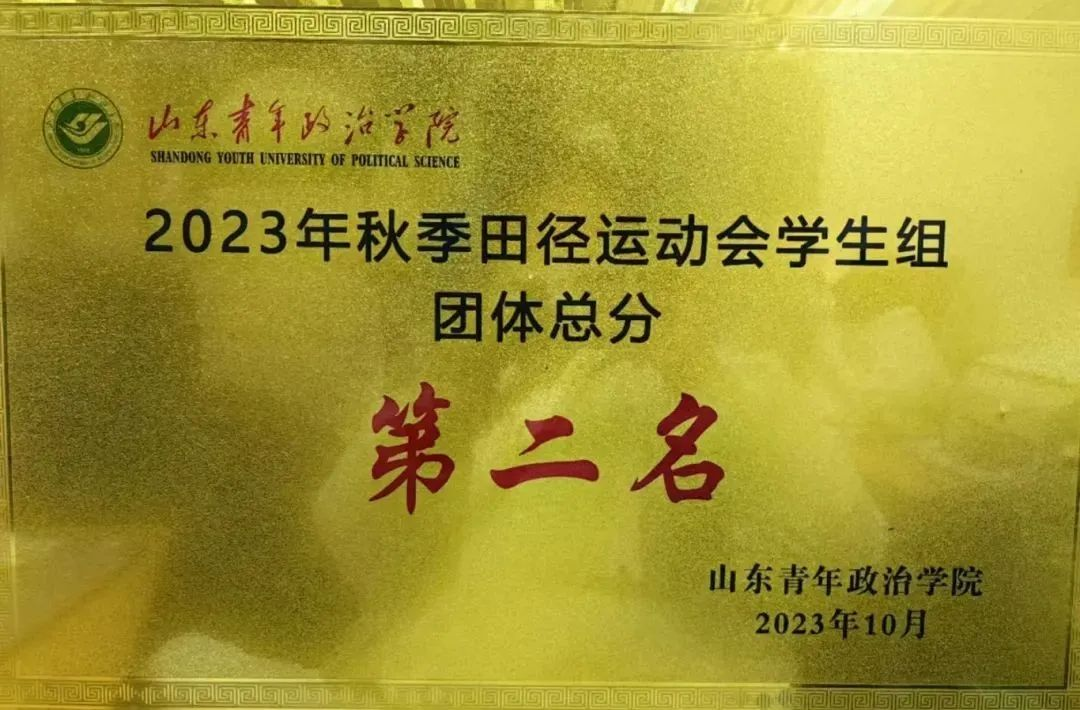 山东青年政治学院
SHANDONG YOUTH UNIVERSITY OF POLITICAL SCIENCE
2023年秋季田径运动会学生组
团体总分
第二名
山东青年政治学院
2023年10月